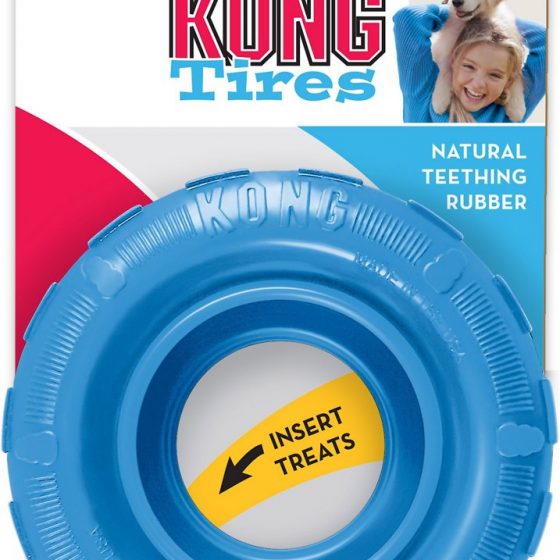 KONG
Tires
NATURAL
TEETHING
RUBBER
KONG
MADE IN THE USA
INSERT
TREATS